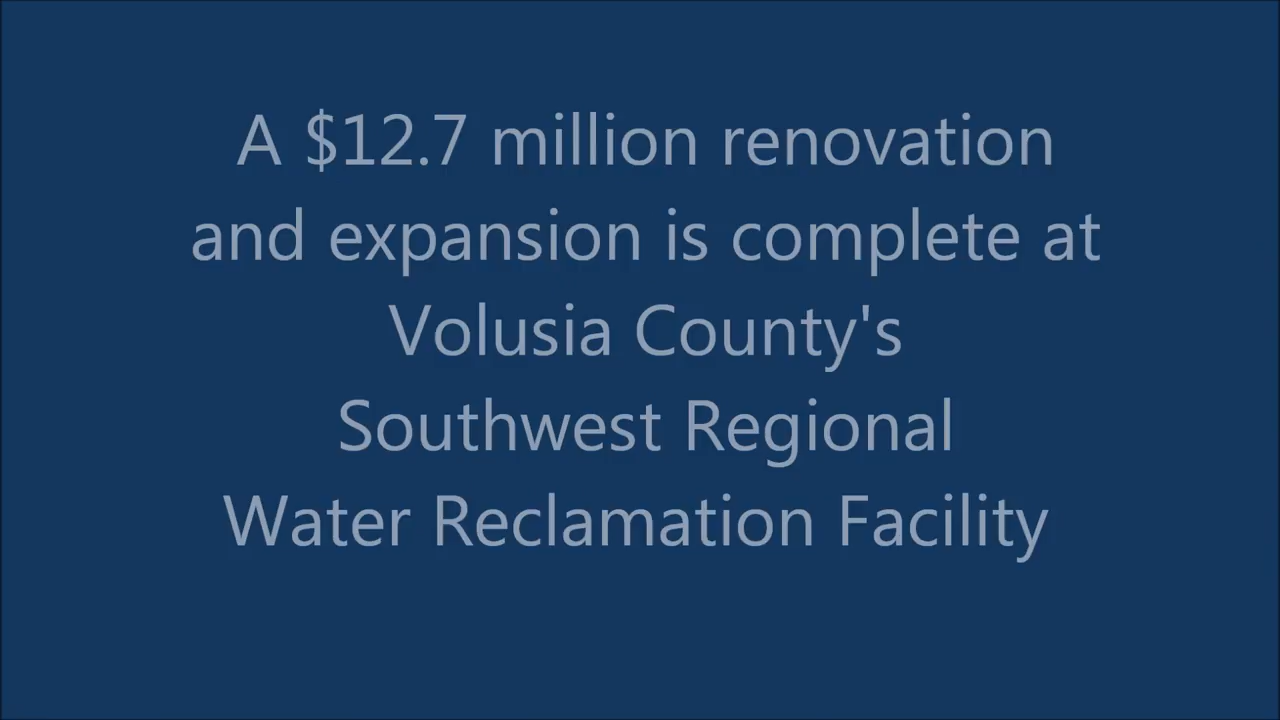 A $12.7 million renovation
and expansion is complete at
Volusia County's
Southwest Regional
Water Reclamation Facility